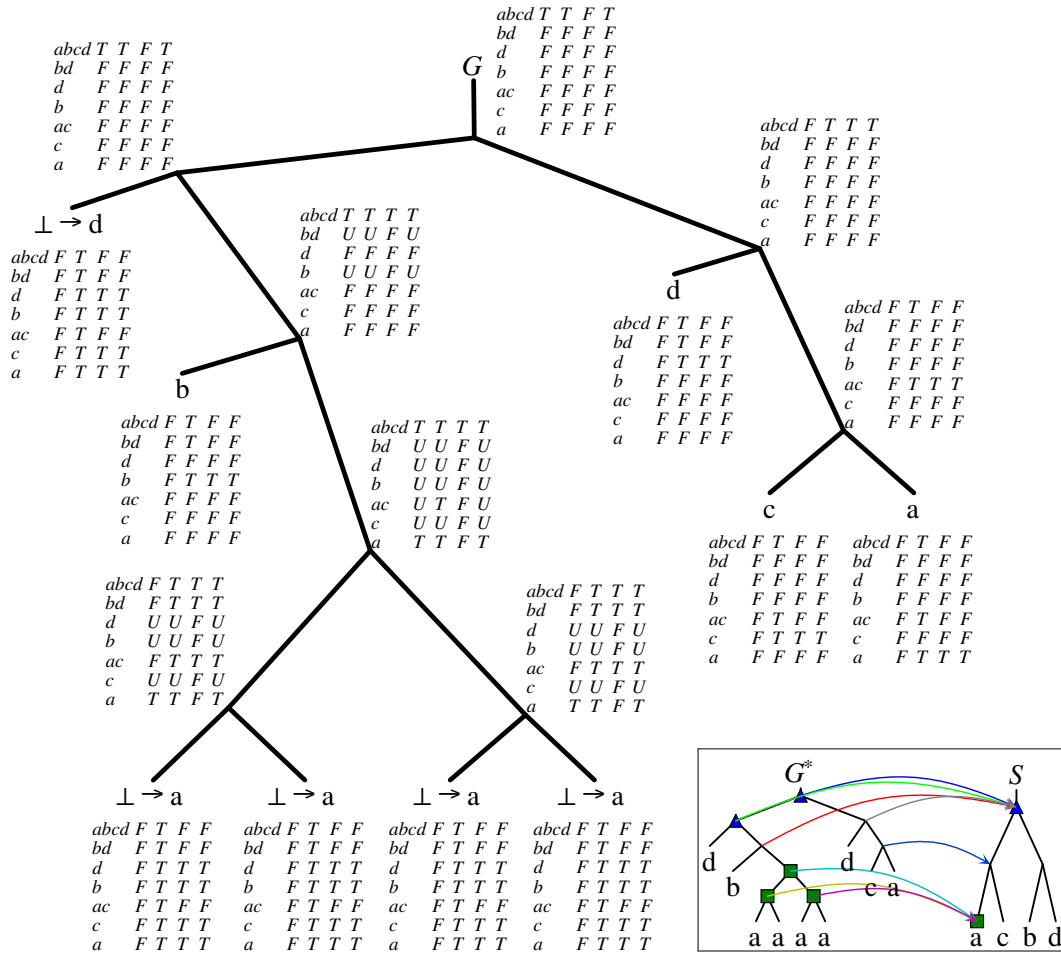 G
abcd T T F T
bd F F F F
d F F F F
b F F F F
ac F F F F
c F F F F
a F F F F
abcd T T F T
bd F F F F
d F F F F
b F F F F
ac F F F F
c F F F F
a F F F F
abcd F T T T
bd F F F F
d F F F F
b F F F F
ac F F F F
c F F F F
a F F F F
⊥ → d
abcd F T F F
bd F T F F
d F T T T
b F T T T
ac F T F F
c F T T T
a F T T T
abcd T T T T
bd U U F U
d F F F F
b U U F U
ac F F F F
c F F F F
a F F F F
d
abcd F T F F
bd F T F F
d F T T T
b F F F F
ac F F F F
c F F F F
a F F F F
abcd F T F F
bd F F F F
d F F F F
b F F F F
ac F T T T
c F F F F
a F F F F
b
abcd F T F F
bd F T F F
d F F F F
b F T T T
ac F F F F
c F F F F
a F F F F
abcd T T T T
bd U U F U
d U U F U
b U U F U
ac U T F U
c U U F U
a T T F T
c
abcd F T F F
bd F F F F
d F F F F
b F F F F
ac F T F F
c F T T T
a F F F F
a
abcd F T F F
bd F F F F
d F F F F
b F F F F
ac F T F F
c F F F F
a F T T T
abcd F T T T
bd F T T T
d U U F U
b U U F U
ac F T T T
c U U F U
a T T F T
abcd F T T T
bd F T T T
d U U F U
b U U F U
ac F T T T
c U U F U
a T T F T
⊥ → a
abcd F T F F
bd F T F F
d F T T T
b F T T T
ac F T F F
c F T T T
a F T T T
⊥ → a
abcd F T F F
bd F T F F
d F T T T
b F T T T
ac F T F F
c F T T T
a F T T T
⊥ → a
abcd F T F F
bd F T F F
d F T T T
b F T T T
ac F T F F
c F T T T
a F T T T
⊥ → a
abcd F T F F
bd F T F F
d F T T T
b F T T T
ac F T F F
c F T T T
a F T T T
G* S
d d
b c a
a a a a a c b d